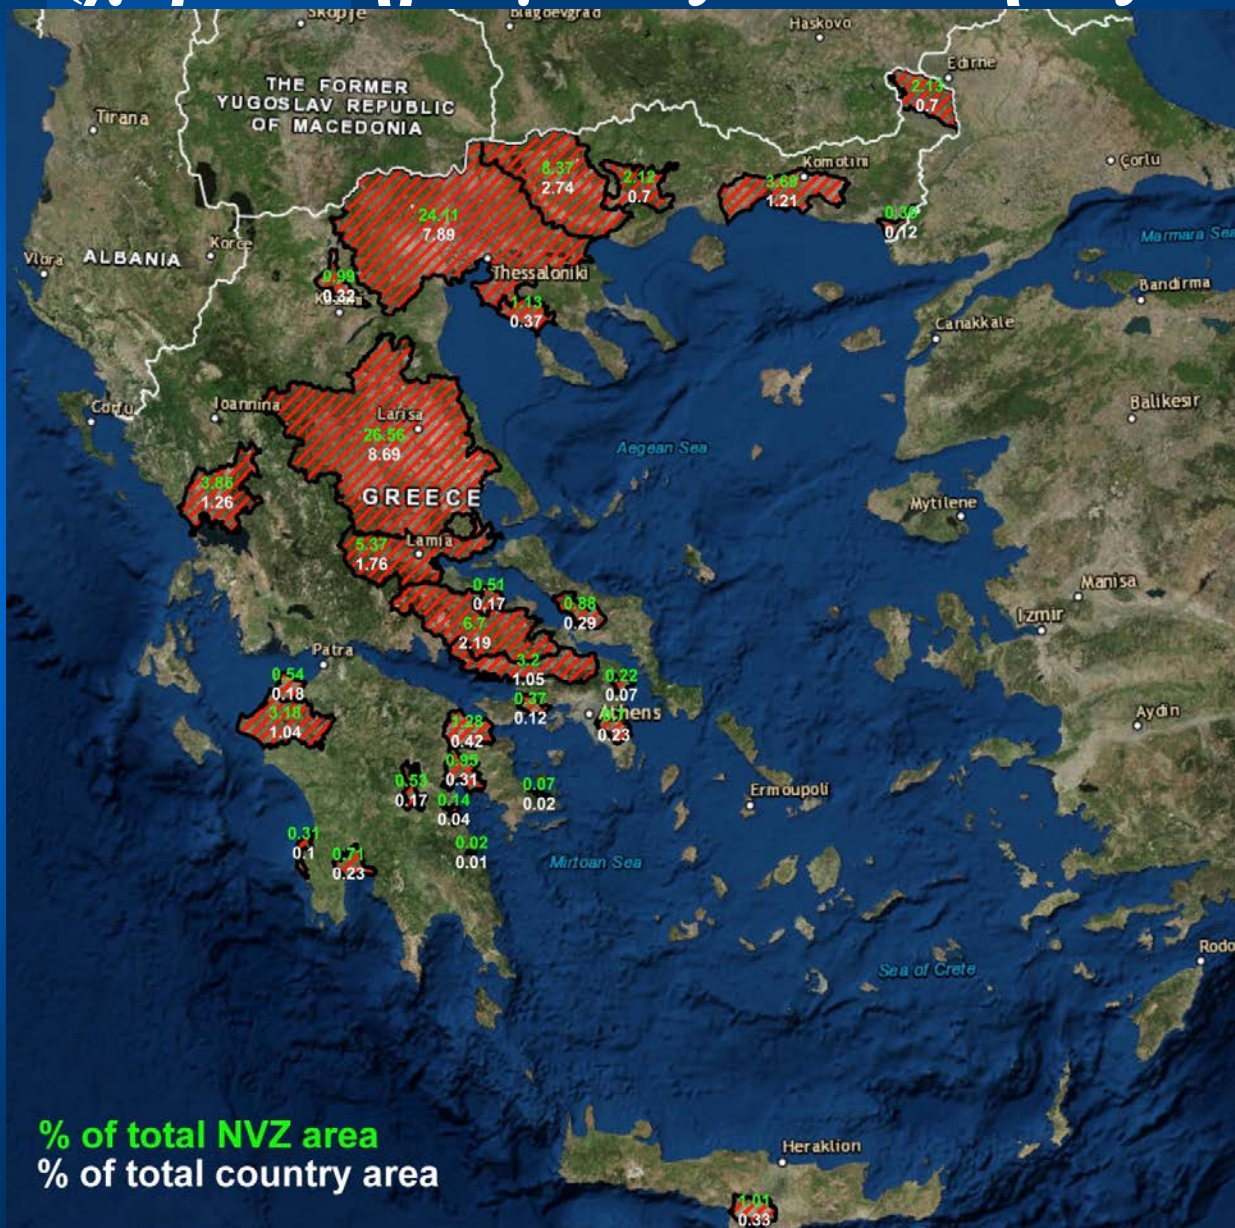 Skopje
Blagoevgrad
Haskovo
Edirne
THE FORMER
YUGOSLAV REPUBLIC
OF MACEDONIA
Tirana
0.7
Çorlu
Komotini
8.37
2.74
2.12
0.7
3.69
1.21
24.11
7.89
0.12
Marmara Sea
Korce
Vlora
ALBANIA
Thessaloniki
Bandirma
0.99
0.32
1.13
0.37
Canakkale
Corfu
Ioannina
Larisa
26.56
8.69
Balikesir
Aegean Sea
3.85
1.26
GREECE
Mytilene
5.37
1.76
Lamia
0.51
0.17
0.88
0.29
Manisa
Izmir
6.7
2.19
Patra
3.2
1.05
0.54
0.18
0.22
0.07
0.37
0.12
Athens
0.23
3.18
1.04
1.28
0.42
Aydin
0.95
0.31
0.53
0.17
0.14
0.04
0.07
0.02
Ermoupoli
0.31
0.1
0.71
0.23
0.02
0.01
Mirtoan Sea
Sea of Crete
Rodo
% of total NVZ area
% of total country area
Heraklion
1.01
0.33